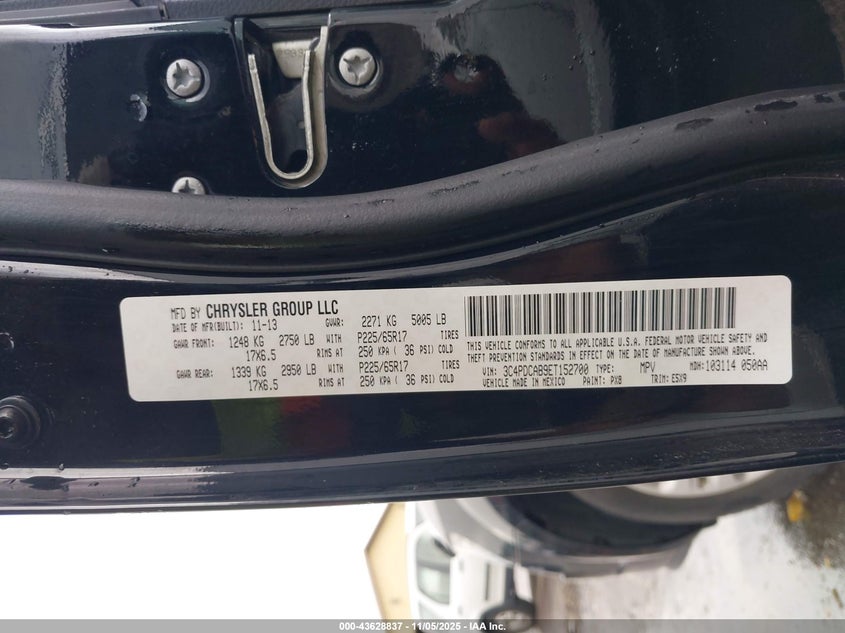 MFD BY CHRYSLER GROUP LLC
DATE OF MFR(BUILT): 11-13 GVWR: 2271 KG 5005 LB
GAWR FRONT: 1248 KG 2750 LB WITH P225/65R17 TIRES
17X6.5 RIMS AT 250 KPA ( 36 PSI) COLD
GAWR REAR: 1339 KG 2950 LB WITH P225/65R17 TIRES
17X6.5 RIMS AT 250 KPA ( 36 PSI) COLD
THIS VEHICLE CONFORMS TO ALL APPLICABLE U.S.A. FEDERAL MOTOR VEHICLE SAFETY AND
THEFT PREVENTION STANDARDS IN EFFECT ON THE DATE OF MANUFACTURE SHOWN ABOVE.
VIN: 3C4PDCAB9ET152700 TYPE: MPV MDH: 103114 050AA
VEHICLE MADE IN MEXICO PAINT: PX8 TRIM: E5X9
000-43628837 - 11/05/2025 - IAA Inc.